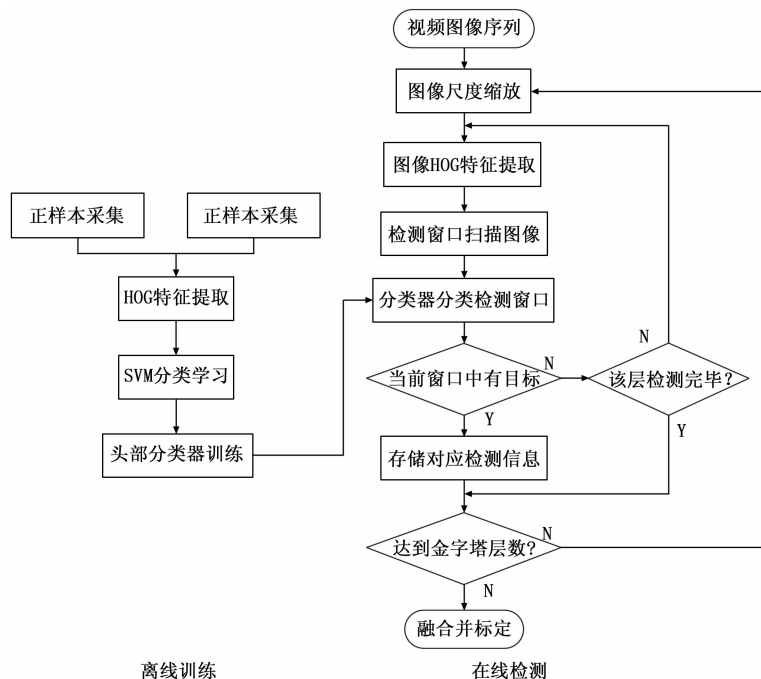 视频图像序列
图像尺度缩放
图像HOG特征提取
正样本采集
正样本采集
检测窗口扫描图像
HOG特征提取
分类器分类检测窗口
N
SVM分类学习
当前窗口中有目标
N
该层检测完毕?
Y
Y
头部分类器训练
存储对应检测信息
达到金字塔层数?
N
N
融合并标定
离线训练
在线检测